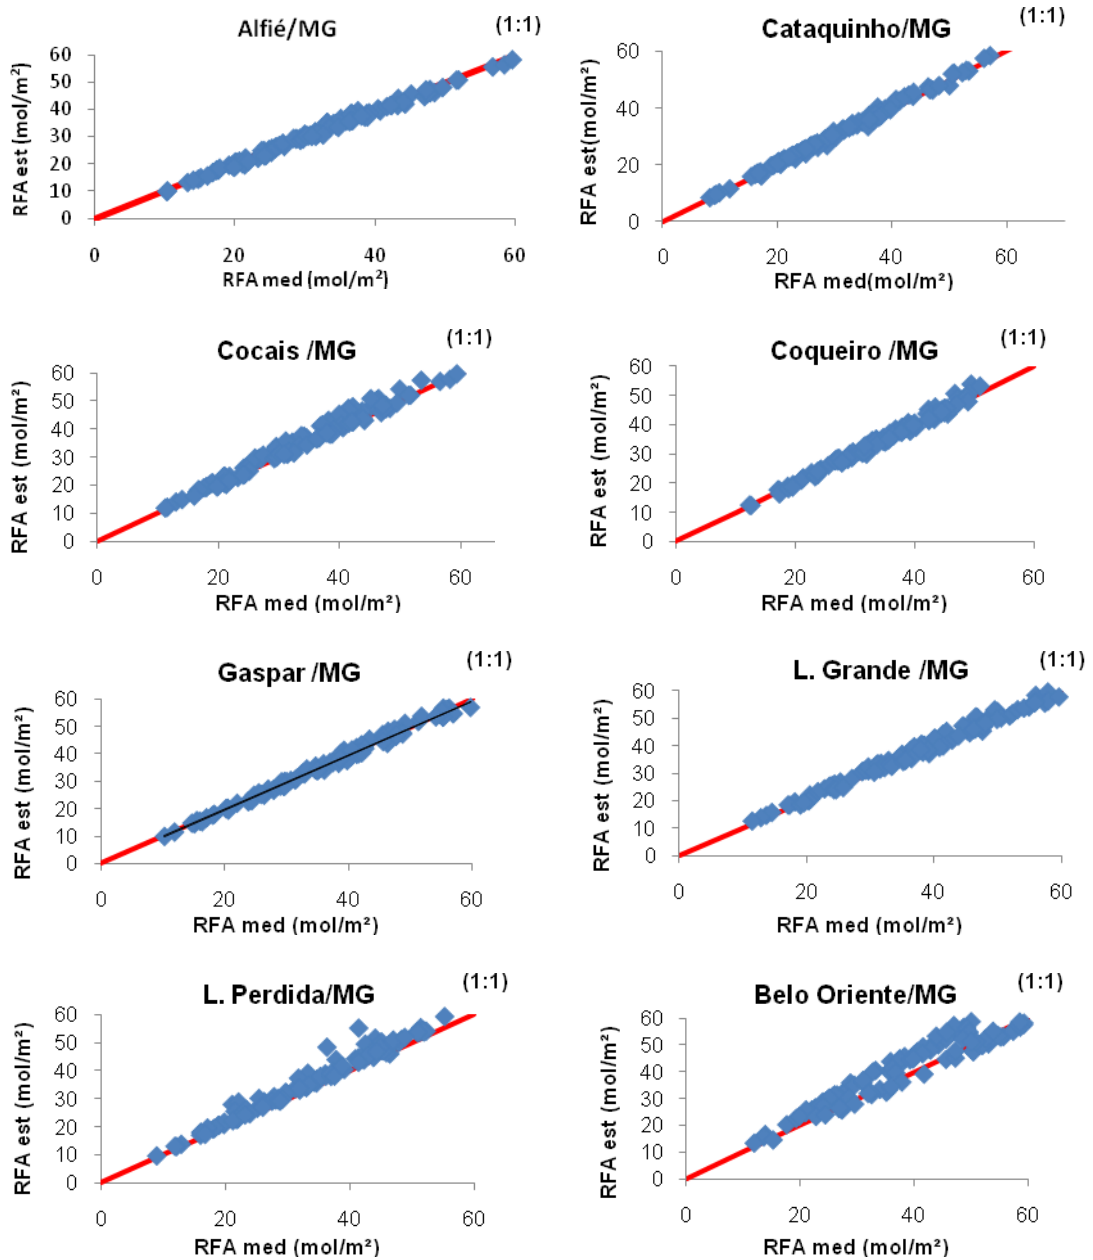 Alfié/MG
(1:1)
RFA est (mol/m²)
60
50
40
30
20
10
0
0 20 40 60
RFA med (mol/m²)
Cataquinho/MG
(1:1)
RFA est(mol/m²)
60
40
20
0
0 20 40 60
RFA med(mol/m²)
Cocais /MG
(1:1)
RFA est (mol/m²)
60
50
40
30
20
10
0
0 20 40 60
RFA med (mol/m²)
Coqueiro /MG
(1:1)
RFA est (mol/m²)
60
50
40
30
20
10
0
0 20 40 60
RFA med (mol/m²)
Gaspar /MG
(1:1)
RFA est (mol/m²)
60
50
40
30
20
10
0
0 20 40 60
RFA med (mol/m²)
L. Grande /MG
(1:1)
RFA est (mol/m²)
60
50
40
30
20
10
0
0 20 40 60
RFA med (mol/m²)
L. Perdida/MG
(1:1)
RFA est (mol/m²)
60
50
40
30
20
10
0
0 20 40 60
RFA med (mol/m²)
Belo Oriente/MG
(1:1)
RFA est (mol/m²)
60
50
40
30
20
10
0
0 20 40 60
RFA med (mol/m²)